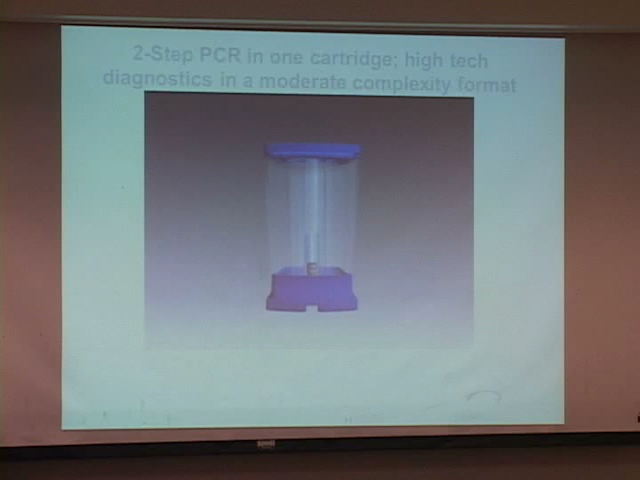 2-Step PCR in one cartridge; high tech
diagnostics in a moderate complexity format